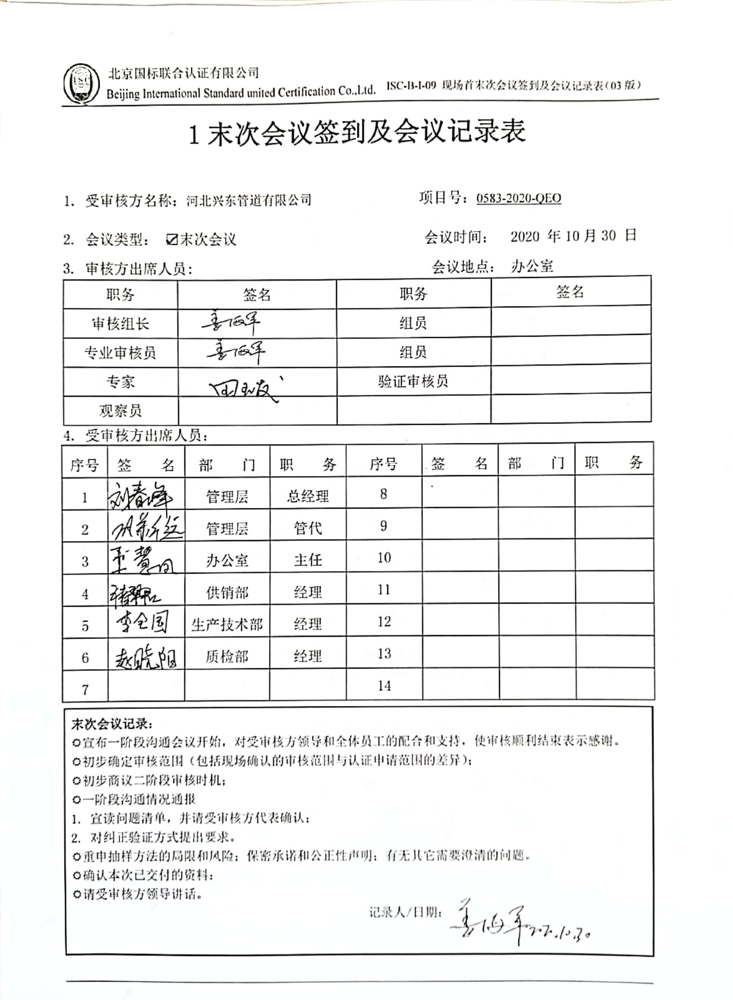 ISC
北京国标联合认证有限公司
Beijing International Standard united Certification Co.,Ltd. ISC-B-I-09 现场首末次会议签到及会议记录表(03 版)
1 末次会议签到及会议记录表
1. 受审核方名称：河北兴东管道有限公司 项目号：0583-2020-QEO
2. 会议类型： ☑末次会议 会议时间： 2020 年 10 月 30 日
3. 审核方出席人员： 会议地点： 办公室
职务 签名 职务 签名
审核组长 姜海军 组员
专业审核员 姜海军 组员
专家 验证审核员
观察员
4. 受审核方出席人员：
序号 签 名 部 门 职 务 序号 签 名 部 门 职 务
1 刘春峰 管理层 总经理 8
2 管理层 管代 9
3 办公室 主任 10
4 供销部 经理 11
5 李全国 生产技术部 经理 12
6 赵晓阳 质检部 经理 13
7 14
末次会议记录：
✡宣布一阶段沟通会议开始，对受审核方领导和全体员工的配合和支持，使审核顺利结束表示感谢。
✡初步确定审核范围（包括现场确认的审核范围与认证申请范围的差异）；
✡初步商议二阶段审核时机；
✡一阶段沟通情况通报
1. 宣读问题清单，并请受审核方代表确认；
2. 对纠正验证方式提出要求。
✡重申抽样方法的局限和风险；保密承诺和公正性声明；有无其它需要澄清的问题。
✡确认本次已交付的资料；
✡请受审核方领导讲话。
记录人/日期： 姜海军 2020.10.30